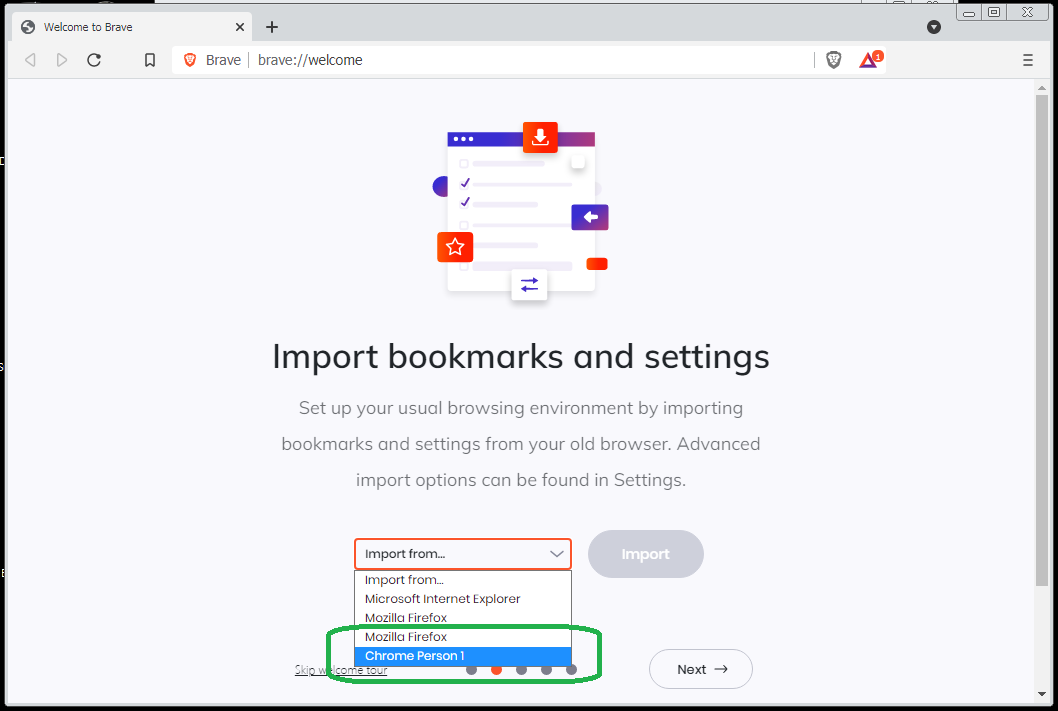 Welcome to Brave
Brave
brave://welcome
1
Import bookmarks and settings
Set up your usual browsing environment by importing
bookmarks and settings from your old browser. Advanced
import options can be found in Settings.
Import from...
Import
Import from...
Microsoft Internet Explorer
Mozilla Firefox
Mozilla Firefox
Chrome Person 1
Skip welcome tour
Next